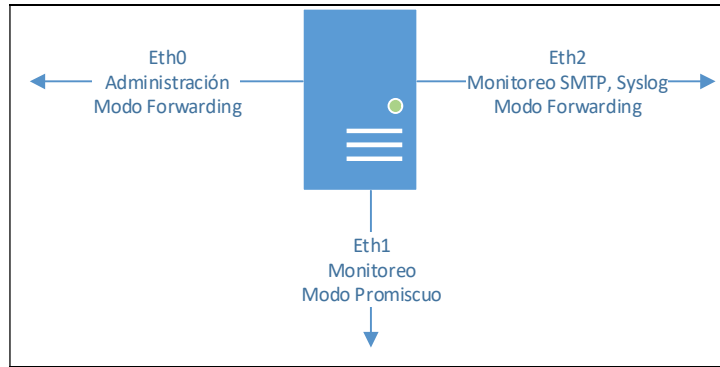 Eth0
Administración
Modo Forwarding
Eth2
Monitoreo SMTP, Syslog
Modo Forwarding
Eth1
Monitoreo
Modo Promiscuo